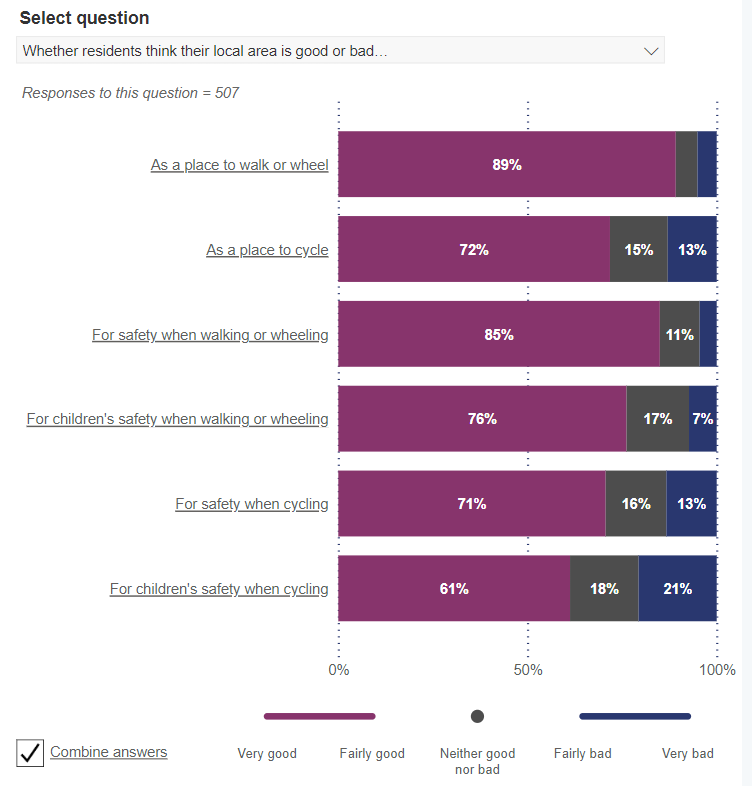 Select question
Whether residents think their local area is good or bad…
Responses to this question = 507
As a place to walk or wheel
89%
As a place to cycle
72%
15%
13%
For safety when walking or wheeling
85%
11%
For children's safety when walking or wheeling
76%
17%
7%
For safety when cycling
71%
16%
13%
For children's safety when cycling
61%
18%
21%
0%
50%
100%
Combine answers
Very good
Fairly good
Neither good
nor bad
Fairly bad
Very bad